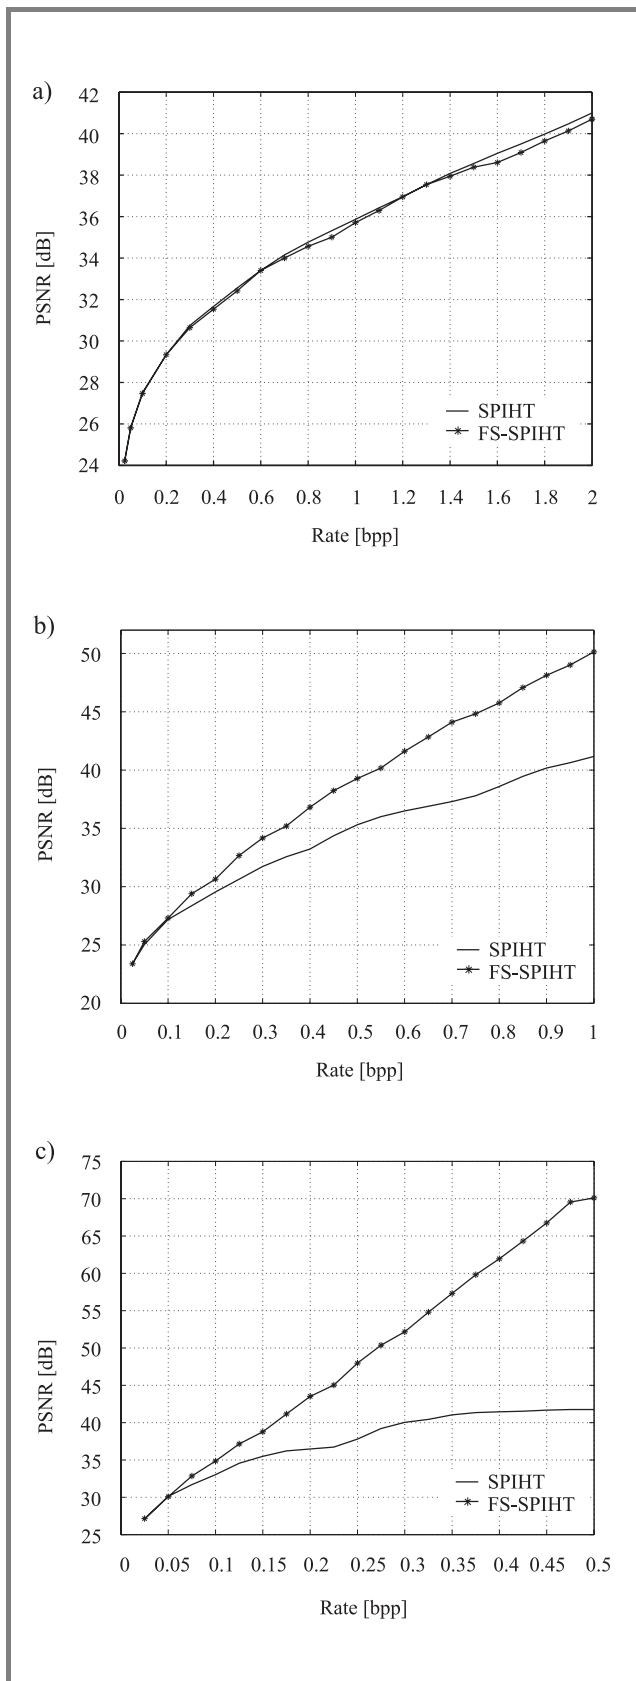 a)
42
40
38
36
34
32
30
28
26
24
PSNR [dB]
SPIHT
FS-SPIHT
0 0.2 0.4 0.6 0.8 1 1.2 1.4 1.6 1.8 2
Rate [bpp]
b)
50
45
40
35
30
25
20
PSNR [dB]
SPIHT
FS-SPIHT
0 0.1 0.2 0.3 0.4 0.5 0.6 0.7 0.8 0.9 1
Rate [bpp]
c)
75
70
65
60
55
50
45
40
35
30
25
PSNR [dB]
SPIHT
FS-SPIHT
0 0.05 0.1 0.15 0.2 0.25 0.3 0.35 0.4 0.45 0.5
Rate [bpp]